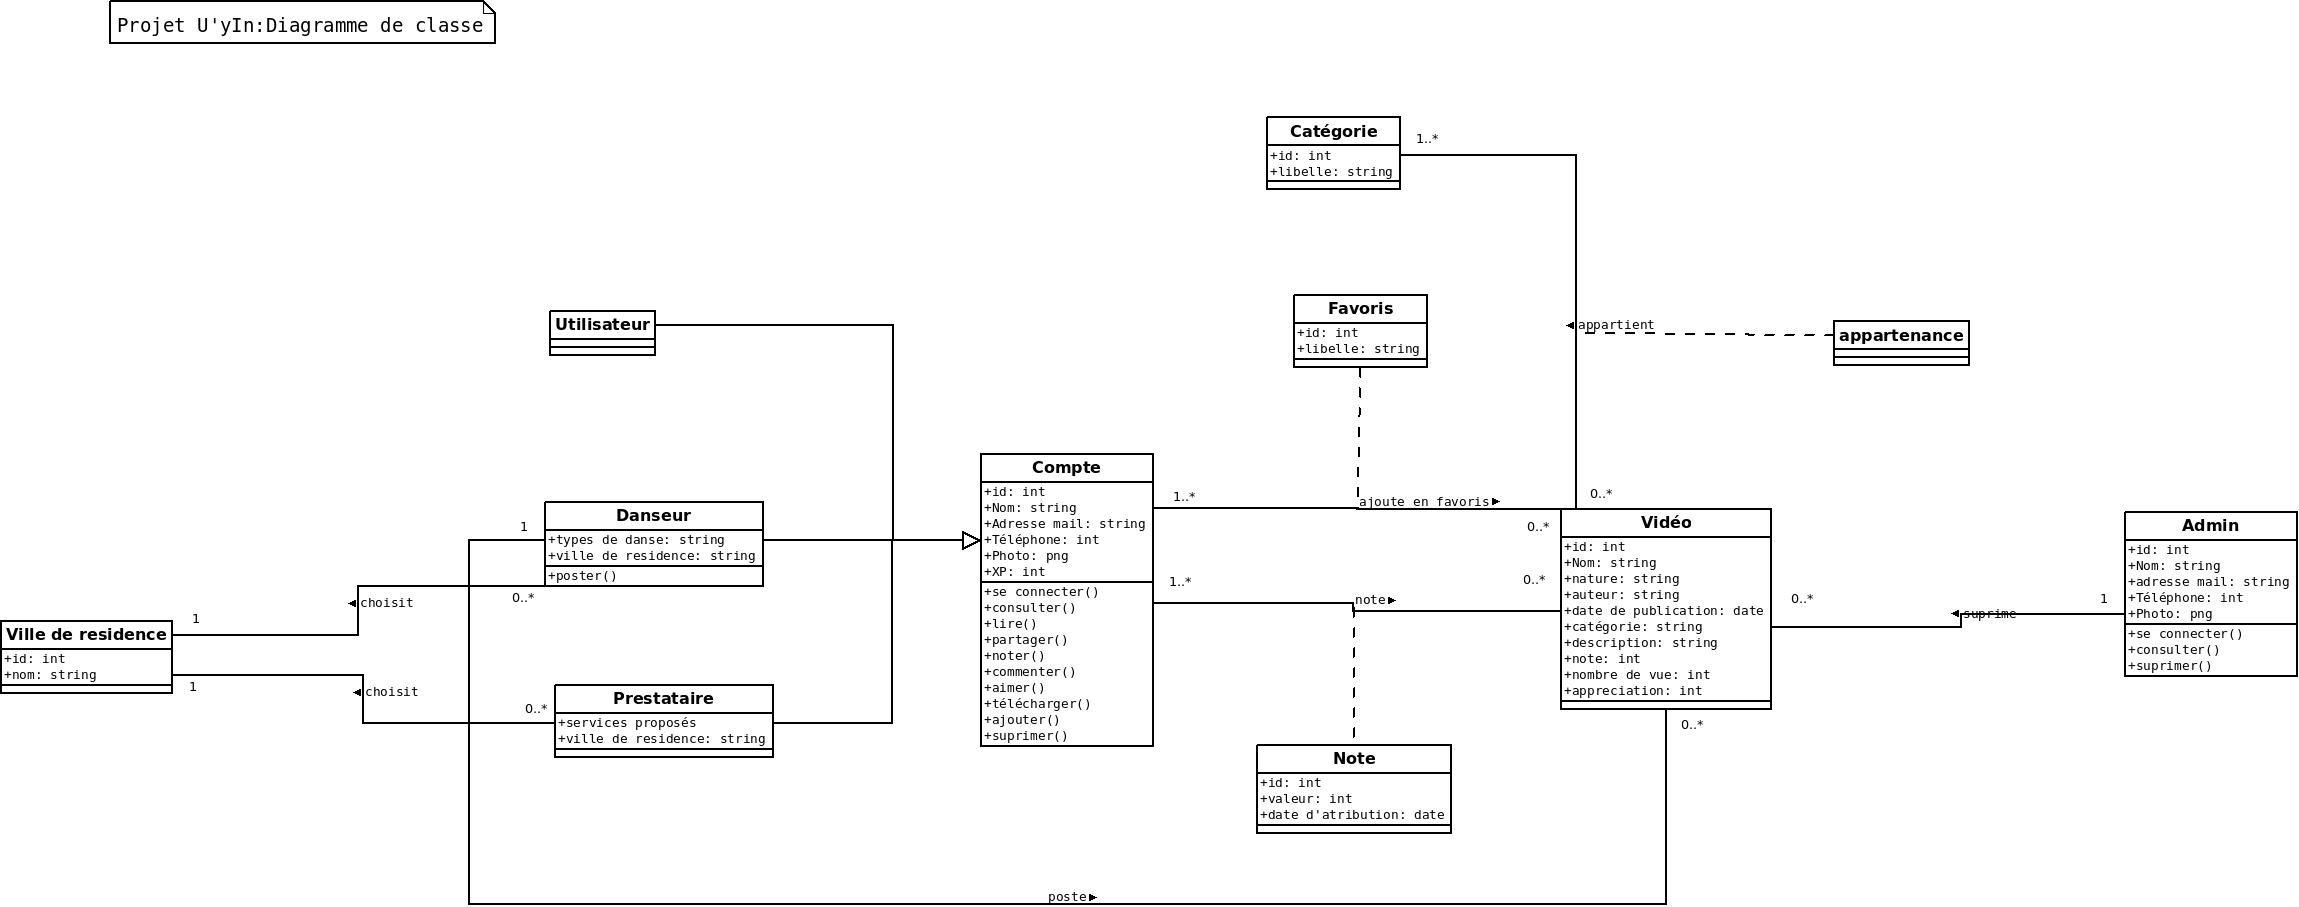 Projet U'yIn:Diagramme de classe
Catégorie
+id: int
+libelle: string
1..*
Favoris
+id: int
+libelle: string
Utilisateur
appartient
appartenance
Compte
+id: int
+Nom: string
+Adresse mail: string
+Téléphone: int
+Photo: png
+XP: int
+se connecter()
+consulter()
+lire()
+partager()
+noter()
+commenter()
+aimer()
+télécharger()
+ajouter()
+suprimer()
1..*
ajoute en favoris
0..*
0..*
1..*
note
0..*
Danseur
+types de danse: string
+ville de residence: string
+poster()
1
0..*
choisit
1
Ville de residence
+id: int
+nom: string
1
choisit
0..*
Prestataire
+services proposés
+ville de residence: string
Vidéo
+id: int
+Nom: string
+nature: string
+auteur: string
+date de publication: date
+catégorie: string
+description: string
+note: int
+nombre de vue: int
+appreciation: int
0..*
0..*
suprime
1
Admin
+id: int
+Nom: string
+adresse mail: string
+Téléphone: int
+Photo: png
+se connecter()
+consulter()
+suprimer()
Note
+id: int
+valeur: int
+date d'atribution: date
poste